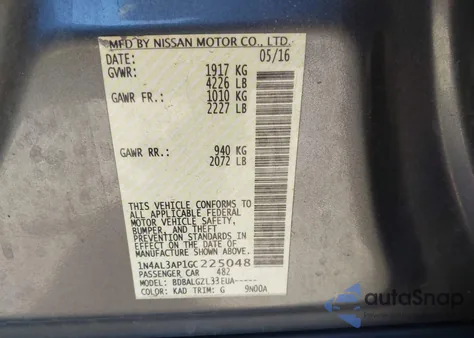 MFD BY NISSAN MOTOR CO., LTD.
DATE: 05/16
GVWR: 1917 KG
4226 LB
GAWR FR.: 1010 KG
2227 LB
GAWR RR.: 940 KG
2072 LB
THIS VEHICLE CONFORMS TO
ALL APPLICABLE FEDERAL
MOTOR VEHICLE SAFETY,
BUMPER, AND THEFT
PREVENTION STANDARDS IN
EFFECT ON THE DATE OF
MANUFACTURE SHOWN ABOVE.
1N4AL3AP1GC225048
PASSENGER CAR 482
MODEL: BDBALGZL33EUA-----
COLOR: KAD TRIM: G 9N00A
autoSnap